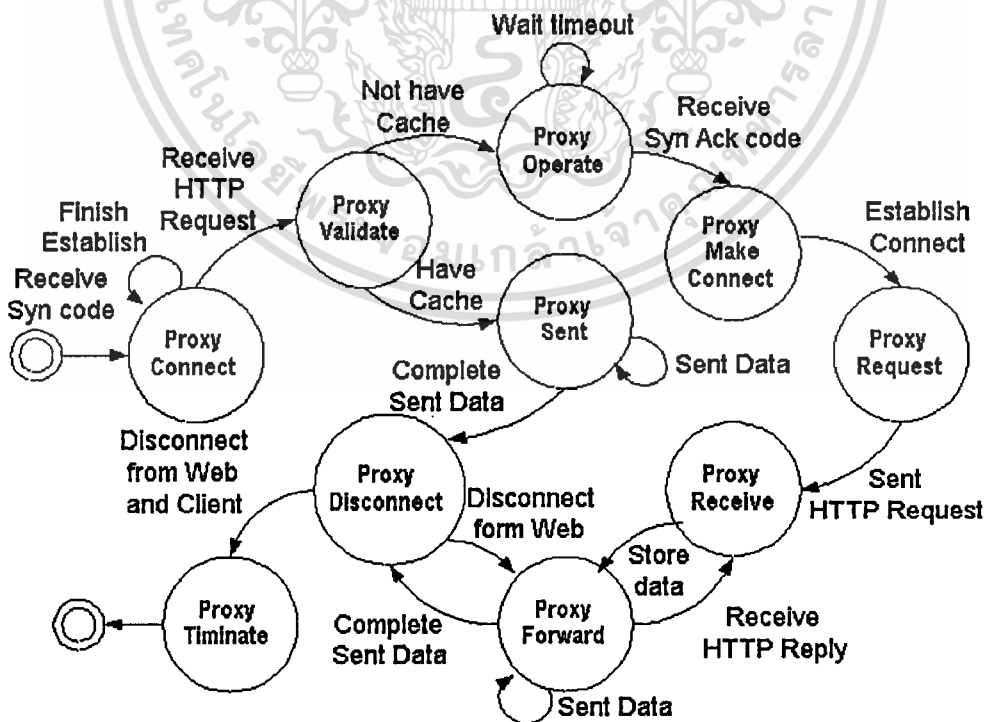 Wait timeout
Not have
Cache
Proxy
Operate
Receive
Syn Ack code
Receive
HTTP
Request
Proxy
Validate
Finish
Establish
Receive
Syn code
Proxy
Connect
Have
Cache
Proxy
Sent
Sent Data
Proxy
Make
Connect
Establish
Connect
Proxy
Request
Complete
Sent Data
Disconnect
from Web
and Client
Proxy
Disconnect
Disconnect
form Web
Proxy
Receive
Sent
HTTP Request
Store
data
Proxy
Timinate
Complete
Sent Data
Proxy
Forward
Receive
HTTP Reply
Sent Data